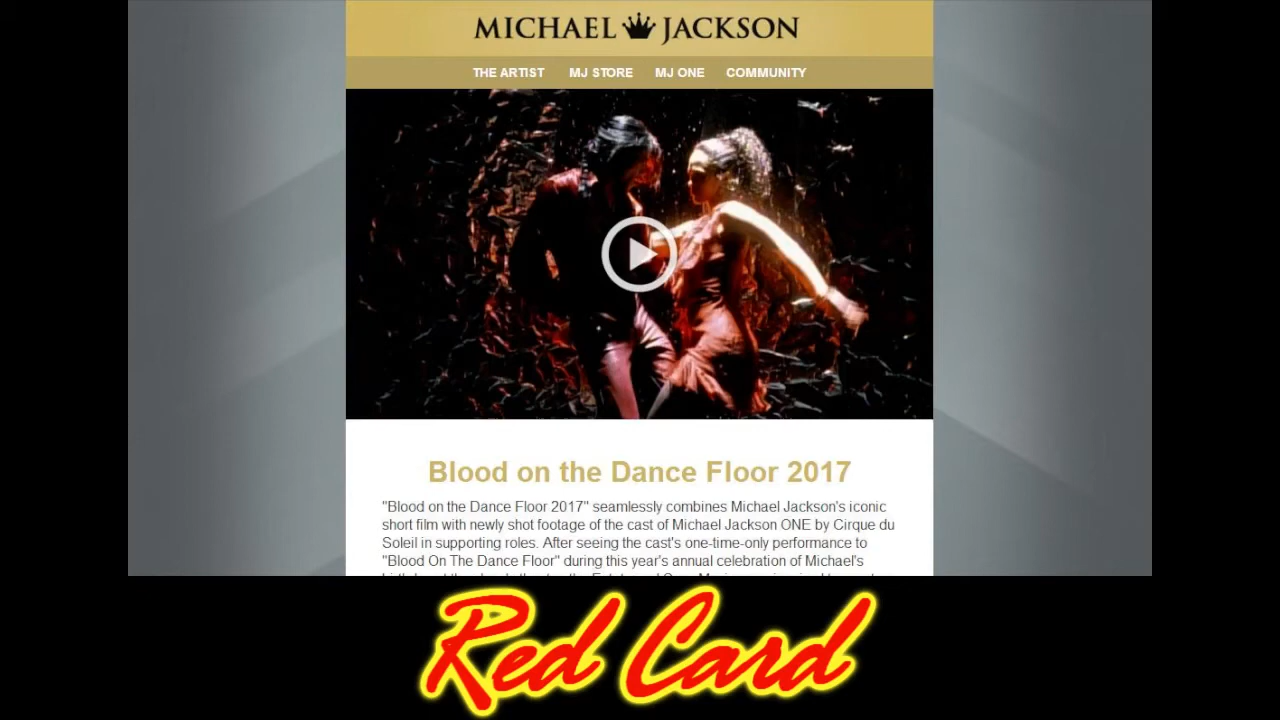 MICHAEL JACKSON
THE ARTIST MJ STORE MJ ONE COMMUNITY
Blood on the Dance Floor 2017
"Blood on the Dance Floor 2017" seamlessly combines Michael Jackson's iconic
short film with newly shot footage of the cast of Michael Jackson ONE by Cirque du
Soleil in supporting roles. After seeing the cast's one-time-only performance to
"Blood On The Dance Floor" during this year's annual celebration of Michael's
Red Card